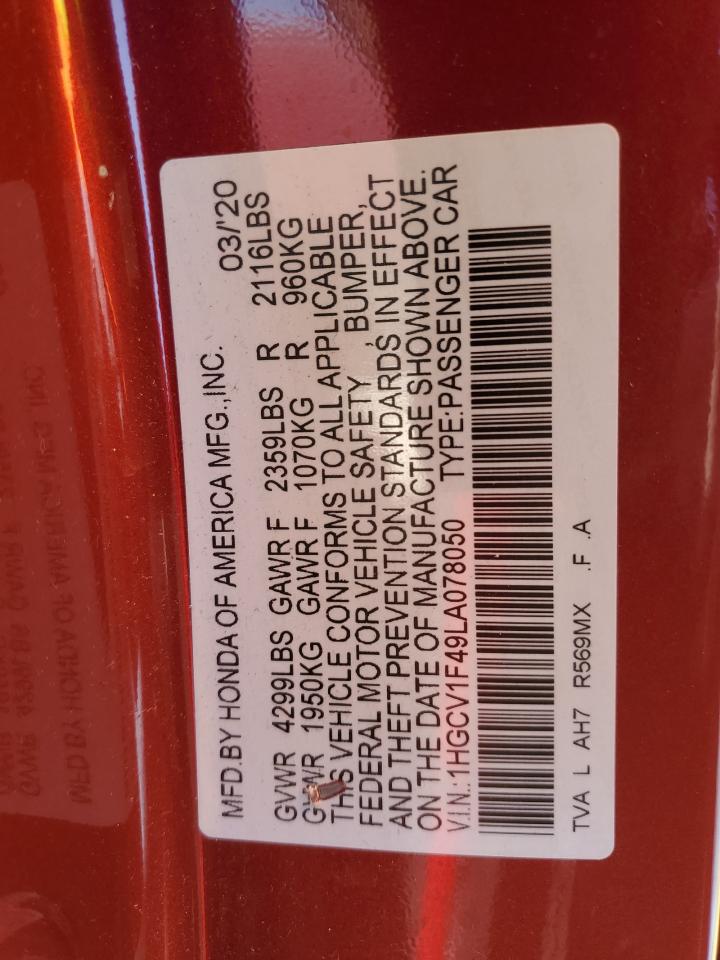 MFD.BY HONDA OF AMERICA MFG.,INC. 03/'20
GVWR 4299LBS GAWR F 2359LBS R 2116LBS
GVWR 1950KG GAWR F 1070KG R 960KG
THIS VEHICLE CONFORMS TO ALL APPLICABLE
FEDERAL MOTOR VEHICLE SAFETY , BUMPER,
AND THEFT PREVENTION STANDARDS IN EFFECT
ON THE DATE OF MANUFACTURE SHOWN ABOVE.
V.I.N.:1HGCV1F49LA078050 TYPE:PASSENGER CAR
TVA L AH7 R569MX .F .A